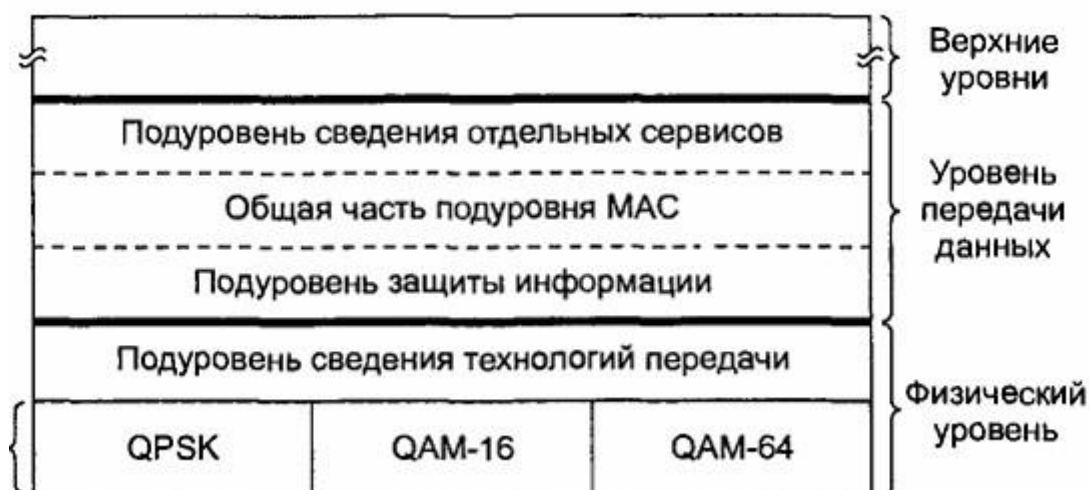 Верхние
уровни
Подуровень сведения отдельных сервисов
Общая часть подуровня MAC
Подуровень защиты информации
Уровень
передачи
данных
Подуровень сведения технологий передачи
QPSK QAM-16 QAM-64
Физический
уровень